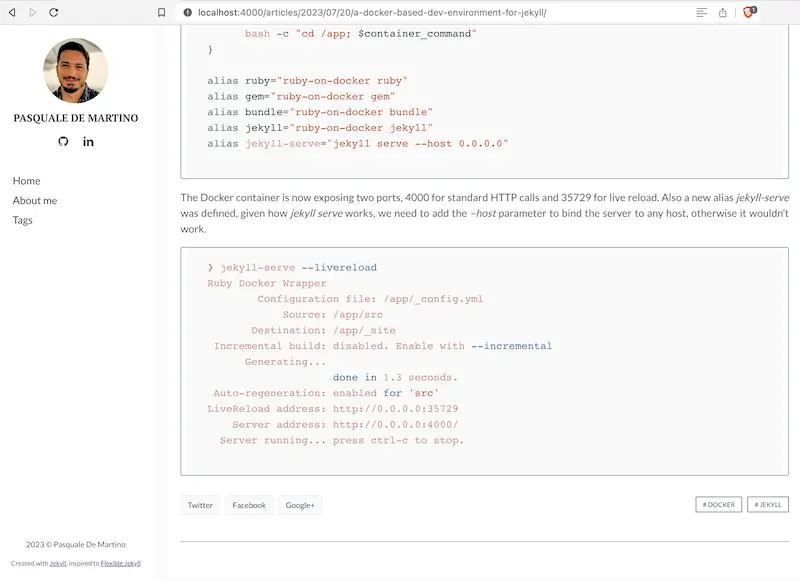 localhost:4000/articles/2023/07/20/a-docker-based-dev-environment-for-jekyll/
1
PASQUALE DE MARTINO
in
Home
About me
Tags
2023 © Pasquale De Martino
Created with Jekyll, inspired to Flexible Jekyll
bash -c "cd /app; $container_command"
}
alias ruby="ruby-on-docker ruby"
alias gem="ruby-on-docker gem"
alias bundle="ruby-on-docker bundle"
alias jekyll="ruby-on-docker jekyll"
alias jekyll-serve="jekyll serve --host 0.0.0.0"
The Docker container is now exposing two ports, 4000 for standard HTTP calls and 35729 for live reload. Also a new alias jekyll-serve
was defined, given how jekyll serve works, we need to add the –host parameter to bind the server to any host, otherwise it wouldn't
work.
❯ jekyll-serve --livereload
Ruby Docker Wrapper
Configuration file: /app/_config.yml
Source: /app/src
Destination: /app/_site
Incremental build: disabled. Enable with --incremental
Generating...
done in 1.3 seconds.
Auto-regeneration: enabled for 'src'
LiveReload address: http://0.0.0.0:35729
Server address: http://0.0.0.0:4000/
Server running... press ctrl-c to stop.
Twitter Facebook Google+
# DOCKER # JEKYLL